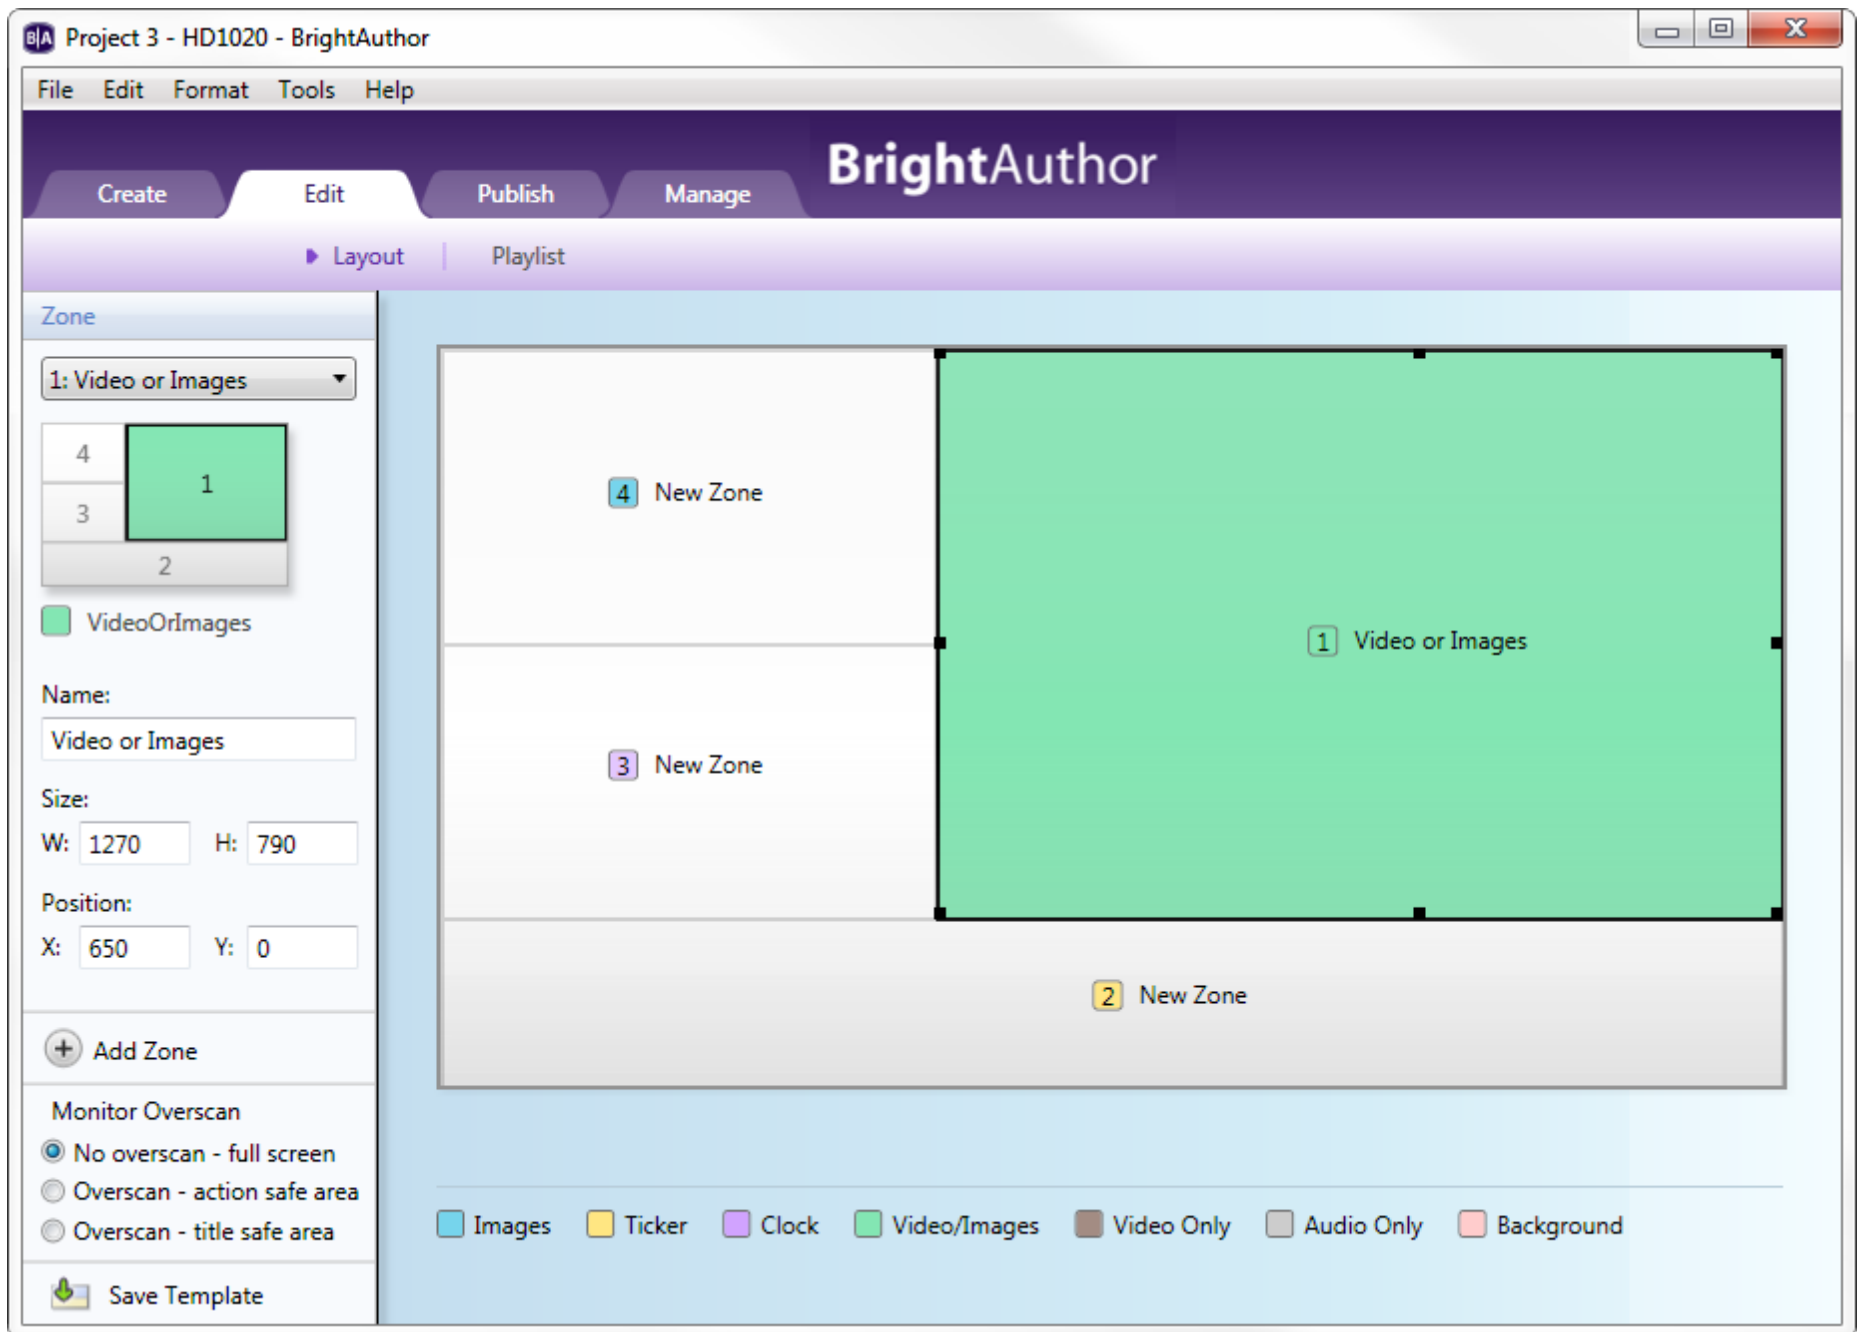 B|A Project 3 - HD1020 - BrightAuthor
File Edit Format Tools Help
BrightAuthor
Create Edit Publish Manage
Layout Playlist
Zone
1: Video or Images
4
1
3
2
VideoOrImages
Name:
Video or Images
Size:
W: 1270 H: 790
Position:
X: 650 Y: 0
Add Zone
Monitor Overscan
No overscan - full screen
Overscan - action safe area
Overscan - title safe area
Save Template
4 New Zone
1 Video or Images
3 New Zone
2 New Zone
Images Ticker Clock Video/Images Video Only Audio Only Background